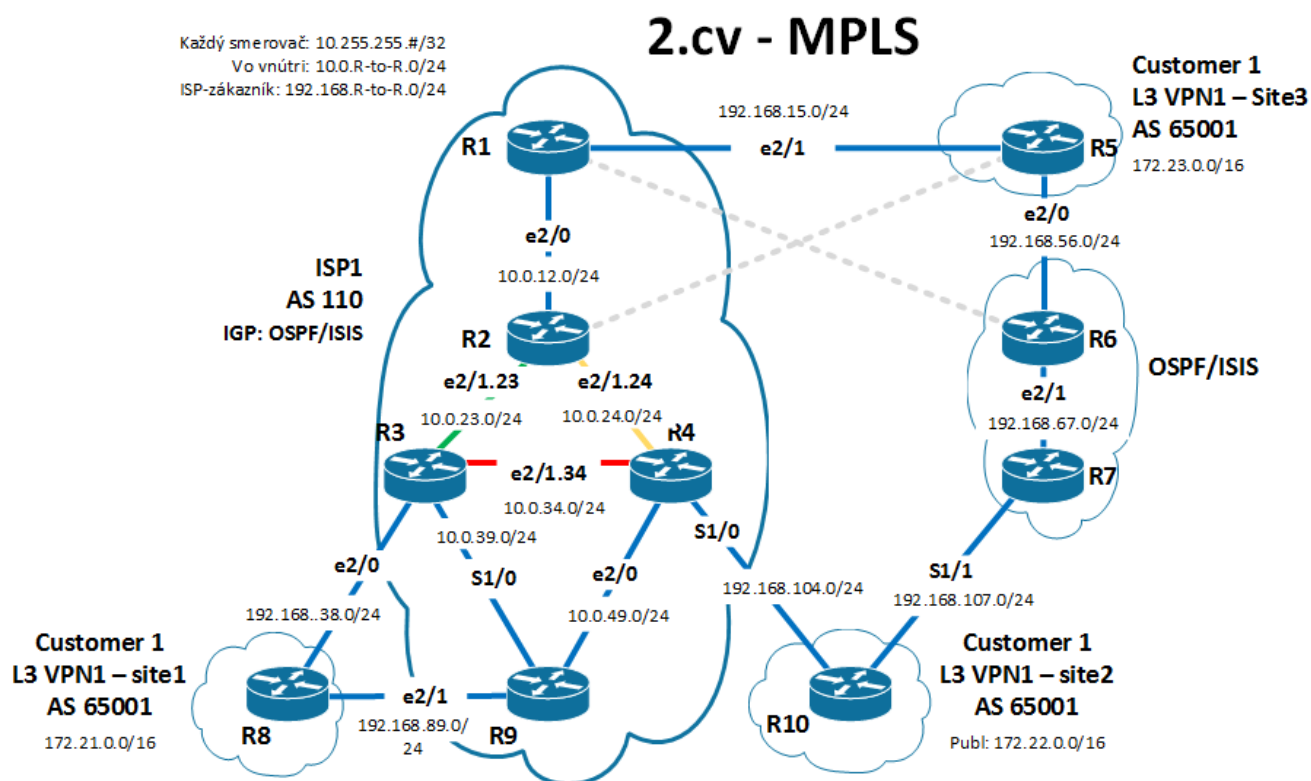 2.cv - MPLS
Každý smerovač: 10.255.255.#/32
Vo vnútri: 10.0.R-to-R.0/24
ISP-zákazník: 192.168.R-to-R.0/24
Customer 1
L3 VPN1 – Site3
AS 65001
172.23.0.0/16
192.168.15.0/24
R1
e2/1
R5
e2/0
10.0.12.0/24
e2/0
192.168.56.0/24
ISP1
AS 110
IGP: OSPF/ISIS
R2
R6
OSPF/ISIS
e2/1.23
e2/1.24
10.0.23.0/24
10.0.24.0/24
e2/1
192.168.67.0/24
R3
R4
e2/1.34
10.0.34.0/24
R7
10.0.39.0/24
S1/0
e2/0
S1/0
e2/0
S1/1
192.168..38.0/24
10.0.49.0/24
192.168.104.0/24
192.168.107.0/24
Customer 1
L3 VPN1 – site1
AS 65001
172.21.0.0/16
R8
e2/1
192.168.89.0/
24
R9
R10
Customer 1
L3 VPN1 – site2
AS 65001
Publ: 172.22.0.0/16